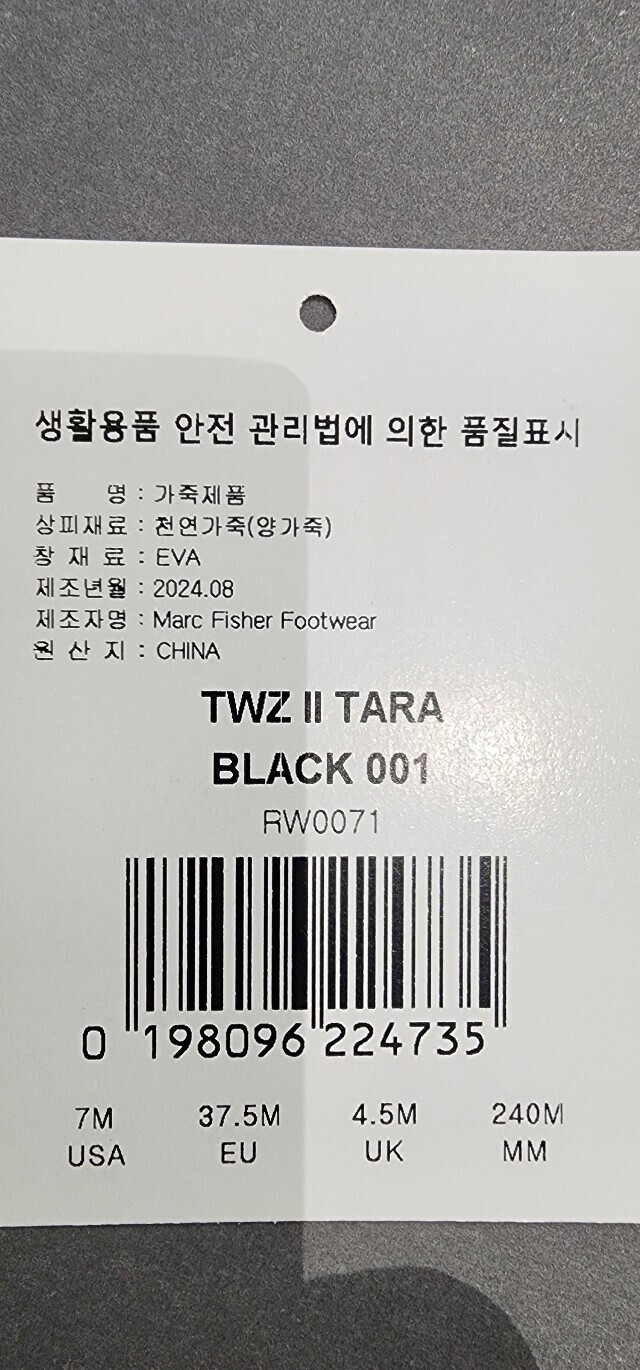 생활용품 안전 관리법에 의한 품질표시
품 명 : 가죽제품
상피재료 : 천연가죽(양가죽)
창 재 료 : EVA
제조년월 : 2024.08
제조자명 : Marc Fisher Footwear
원 산 지 : CHINA
TWZ II TARA
BLACK 001
RW0071
0 198096 224735
7M 37.5M 4.5M 240M
USA EU UK MM